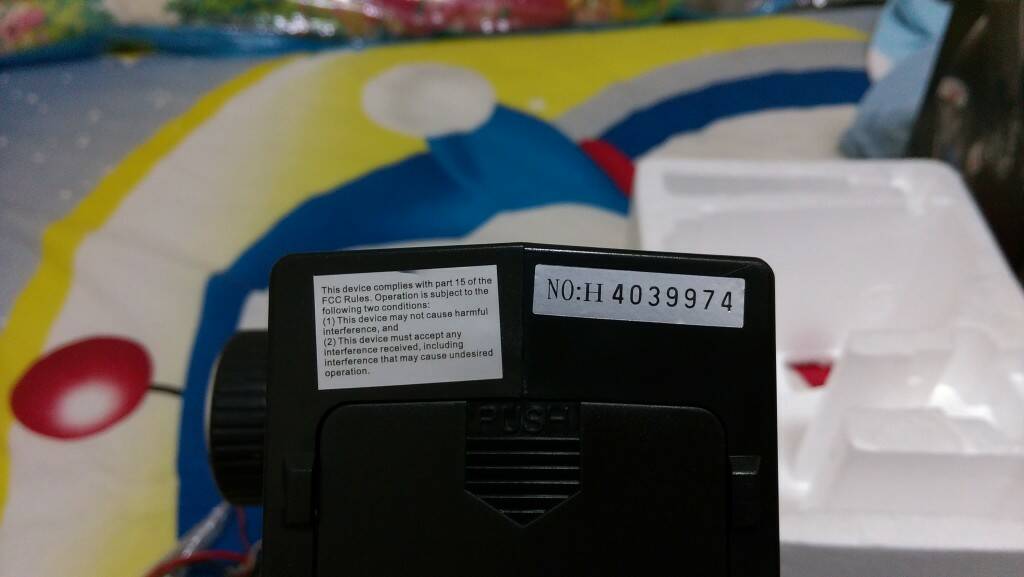 This device complies with part 15 of the
FCC Rules. Operation is subject to the
following two conditions:
(1) This device may not cause harmful
interference, and
(2) This device must accept any
interference received, including
interference that may cause undesired
operation.
NO:H 4039974
PUSH